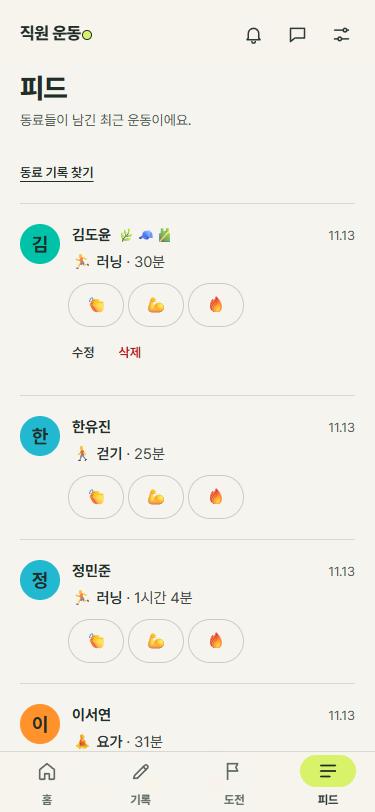 직원 운동
피드
동료들이 남긴 최근 운동이에요.
동료 기록 찾기
김
김도윤
11.13
러닝 · 30분
수정 삭제
한
한유진
11.13
걷기 · 25분
정
정민준
11.13
러닝 · 1시간 4분
이
이서연
11.13
요가 · 31분
홈 기록 도전 피드